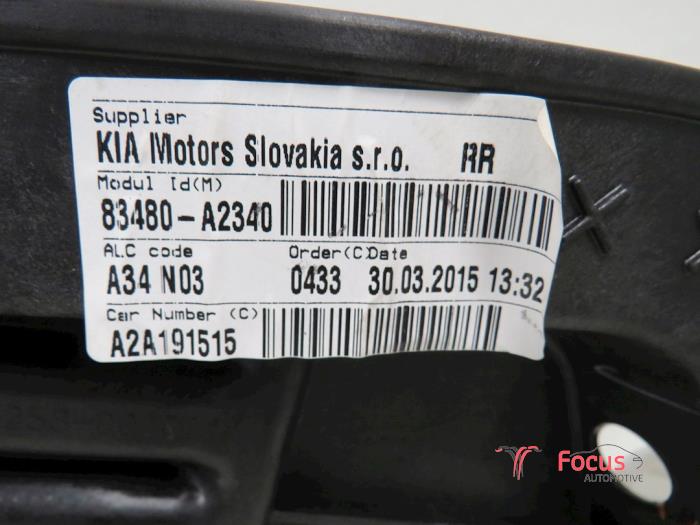 Supplier
KIA Motors Slovakia s.r.o. RR
Modul Id(M)
83480-A2340
ALC code Order(C)Date
A34 N03 0433 30.03.2015 13:32
Car Number (C)
A2A191515
Focus
AUTOMOTIVE